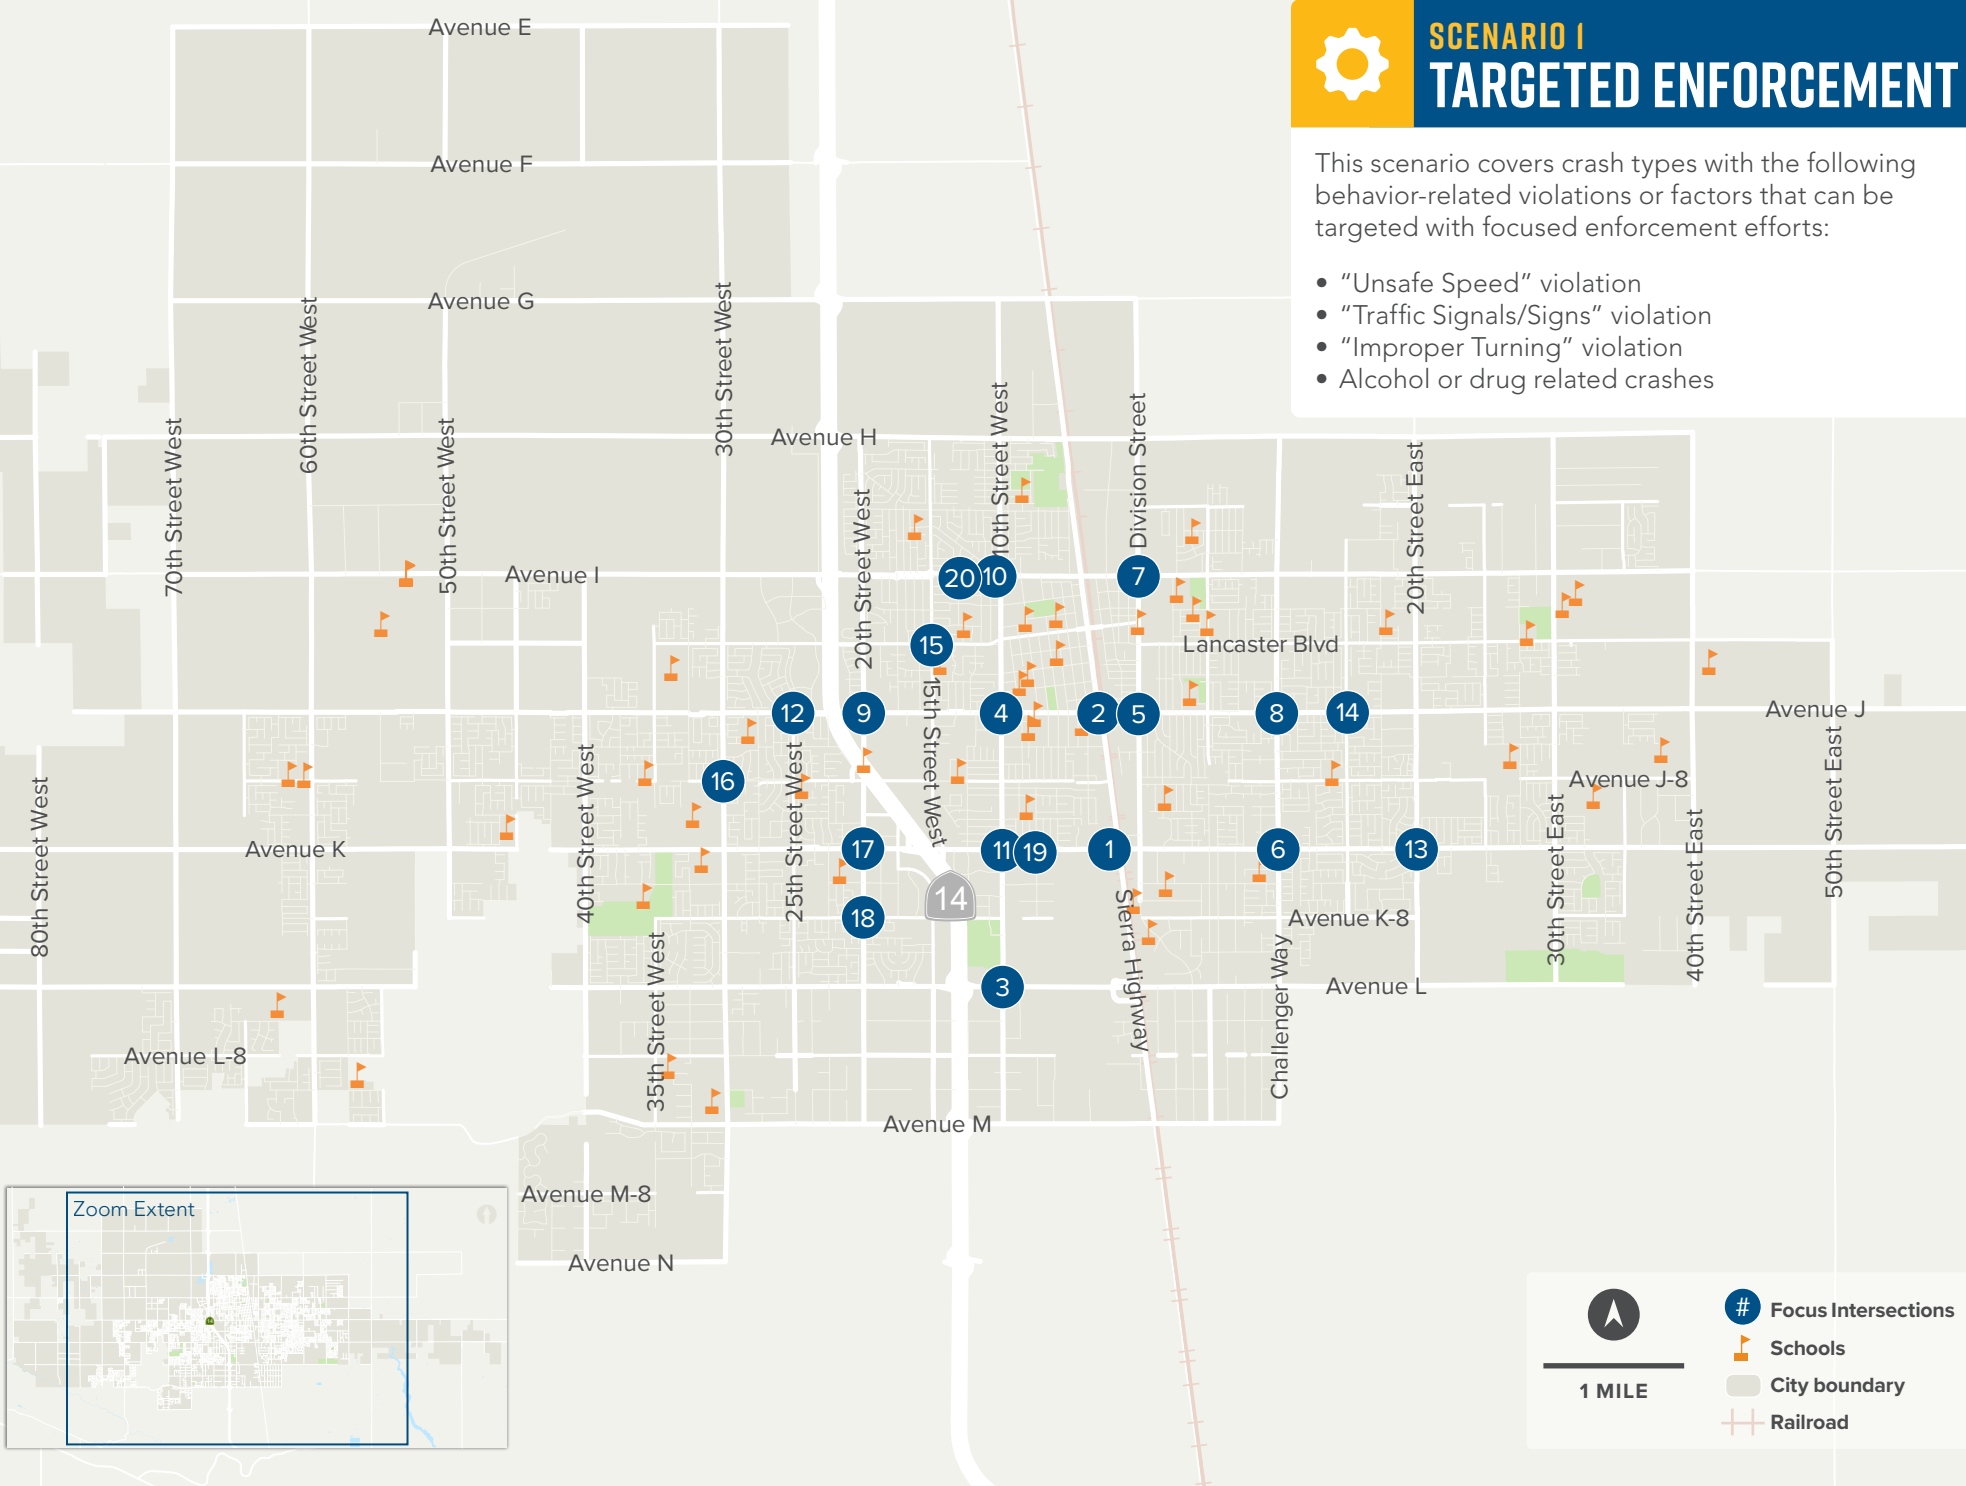 SCENARIO 1
TARGETED ENFORCEMENT
This scenario covers crash types with the following
behavior-related violations or factors that can be
targeted with focused enforcement efforts:
• “Unsafe Speed” violation
• “Traffic Signals/Signs” violation
• “Improper Turning” violation
• Alcohol or drug related crashes
Avenue E
Avenue F
Avenue G
Avenue H
Avenue I
Lancaster Blvd
Avenue J
Avenue J-8
Avenue K
Avenue K-8
Avenue L
Avenue L-8
Avenue M
Avenue M-8
Avenue N
80th Street West
70th Street West
60th Street West
50th Street West
40th Street West
35th Street West
30th Street West
25th Street West
20th Street West
15th Street West
10th Street West
Division Street
Sierra Highway
Challenger Way
20th Street East
30th Street East
40th Street East
50th Street East
20
10
7
15
12
9
4
2
5
8
14
16
17
11
19
1
6
13
14
18
3
Zoom Extent
1 MILE
# Focus Intersections
Schools
City boundary
Railroad